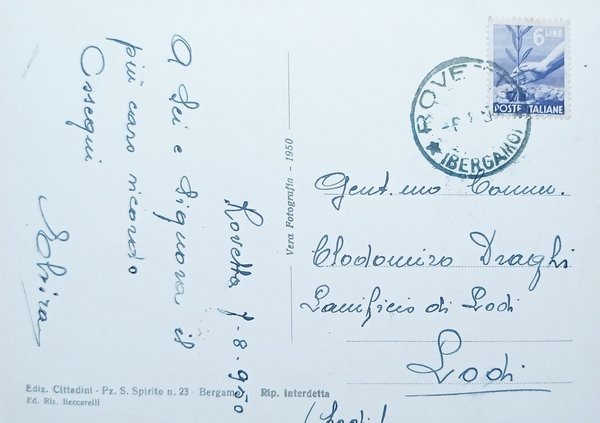 A Lei e Signora il
più caro ricordo
Ossequi
Rovetta 7-8-950
Vera Fotografia - 1950
6 LIRE
POSTE ITALIANE
ROVETTA
(BERGAMO)
Gent.mo Comm.
Clodomiro Draghi
Lanificio di Lodi
Lodi
(Lodi)
Ediz. Cittadini - Pz. S. Spirito n. 23 - Bergamo
Rip. interdetta
Ed. Ris. Beccarelli